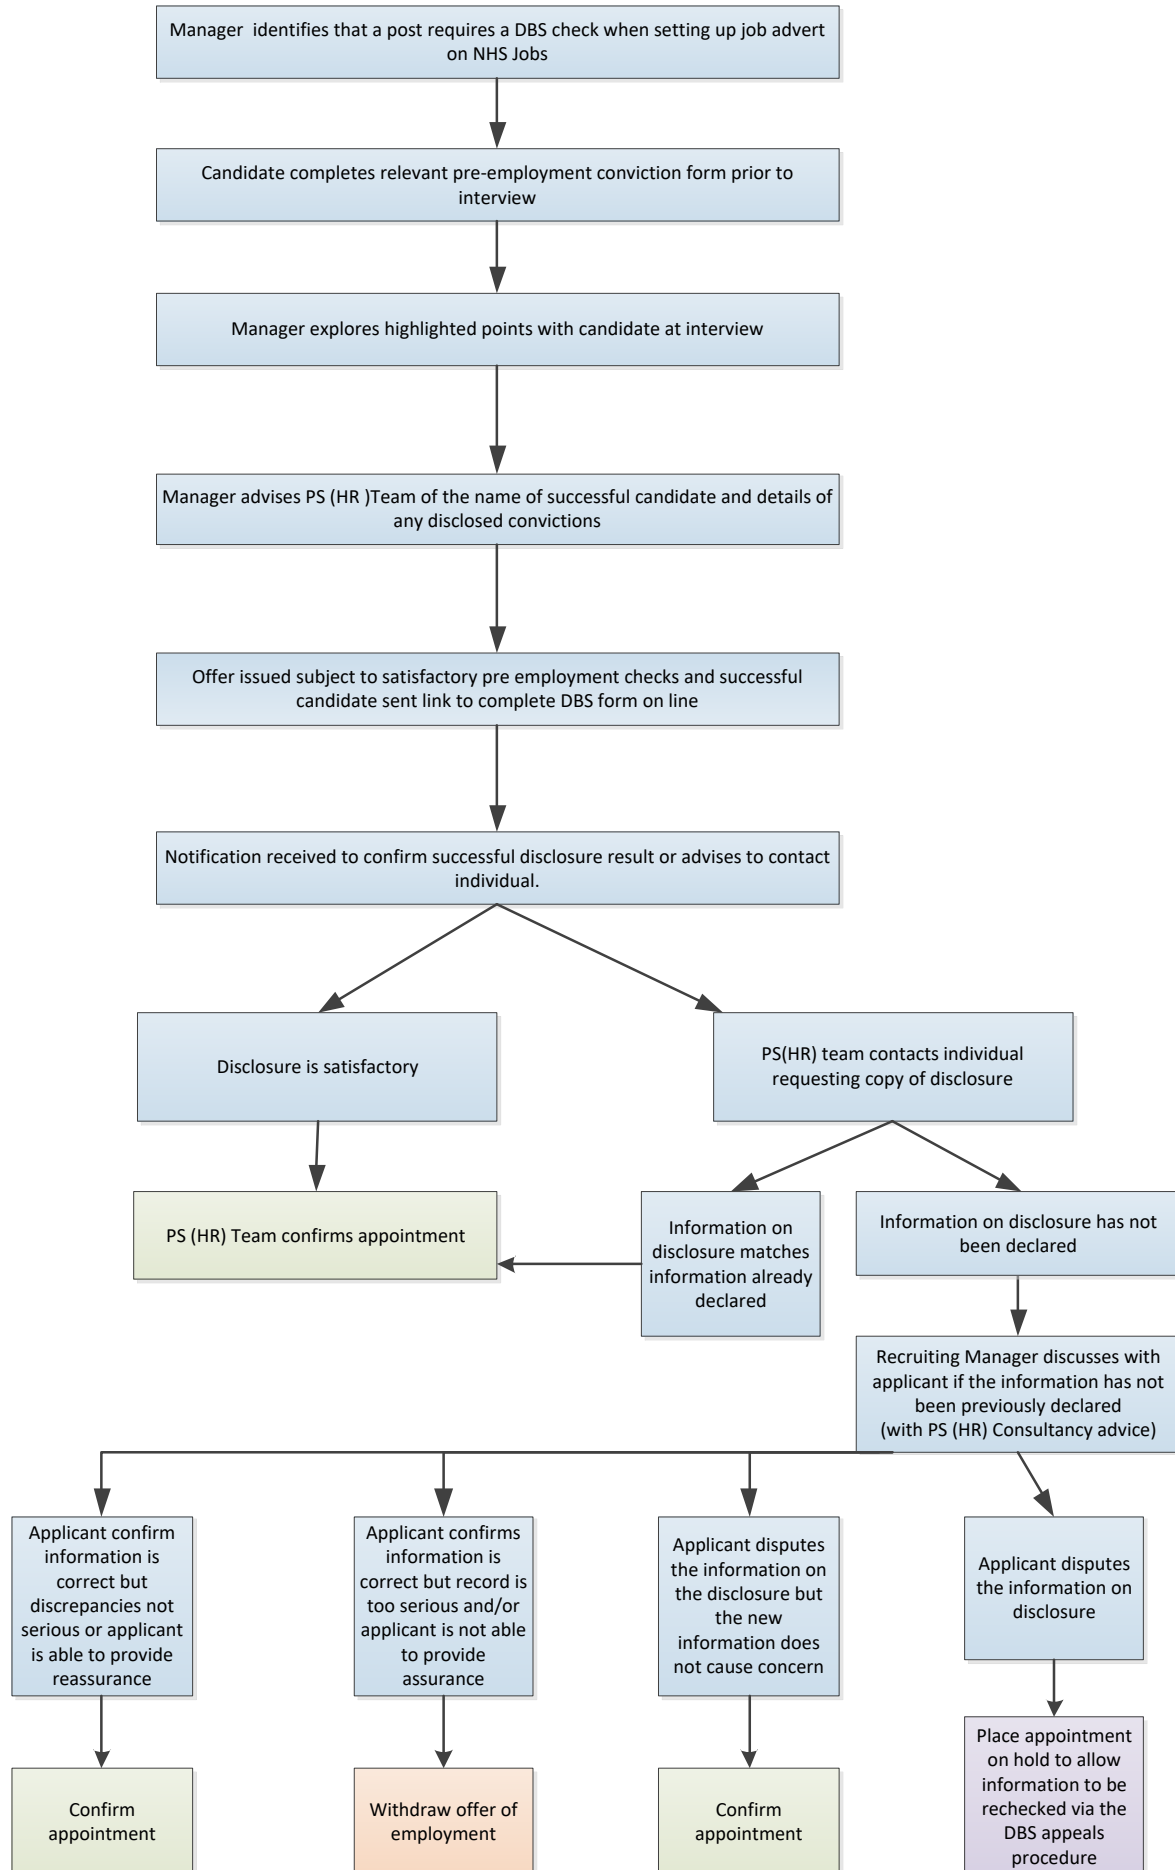 Manager  identifies that a post requires a DBS check when setting up job advert
on NHS Jobs
Candidate completes relevant pre-employment conviction form prior to
interview
Manager explores highlighted points with candidate at interview
Manager advises PS (HR )Team of the name of successful candidate and details of
any disclosed convictions
Offer issued subject to satisfactory pre employment checks and successful
candidate sent link to complete DBS form on line
Notification received to confirm successful disclosure result or advises to contact
individual.
Disclosure is satisfactory
PS(HR) team contacts individual
requesting copy of disclosure
PS (HR) Team confirms appointment
Information on
disclosure matches
information already
declared
Information on disclosure has not
been declared
Recruiting Manager discusses with
applicant if the information has not
been previously declared
(with PS (HR) Consultancy advice)
Applicant confirm
information is
correct but
discrepancies not
serious or applicant
is able to provide
reassurance
Applicant confirms
information is
correct but record is
too serious and/or
applicant is not able
to provide
assurance
Applicant disputes
the information on
the disclosure but
the new
information does
not cause concern
Applicant disputes
the information on
disclosure
Confirm
appointment
Withdraw offer of
employment
Confirm
appointment
Place appointment
on hold to allow
information to be
rechecked via the
DBS appeals
procedure